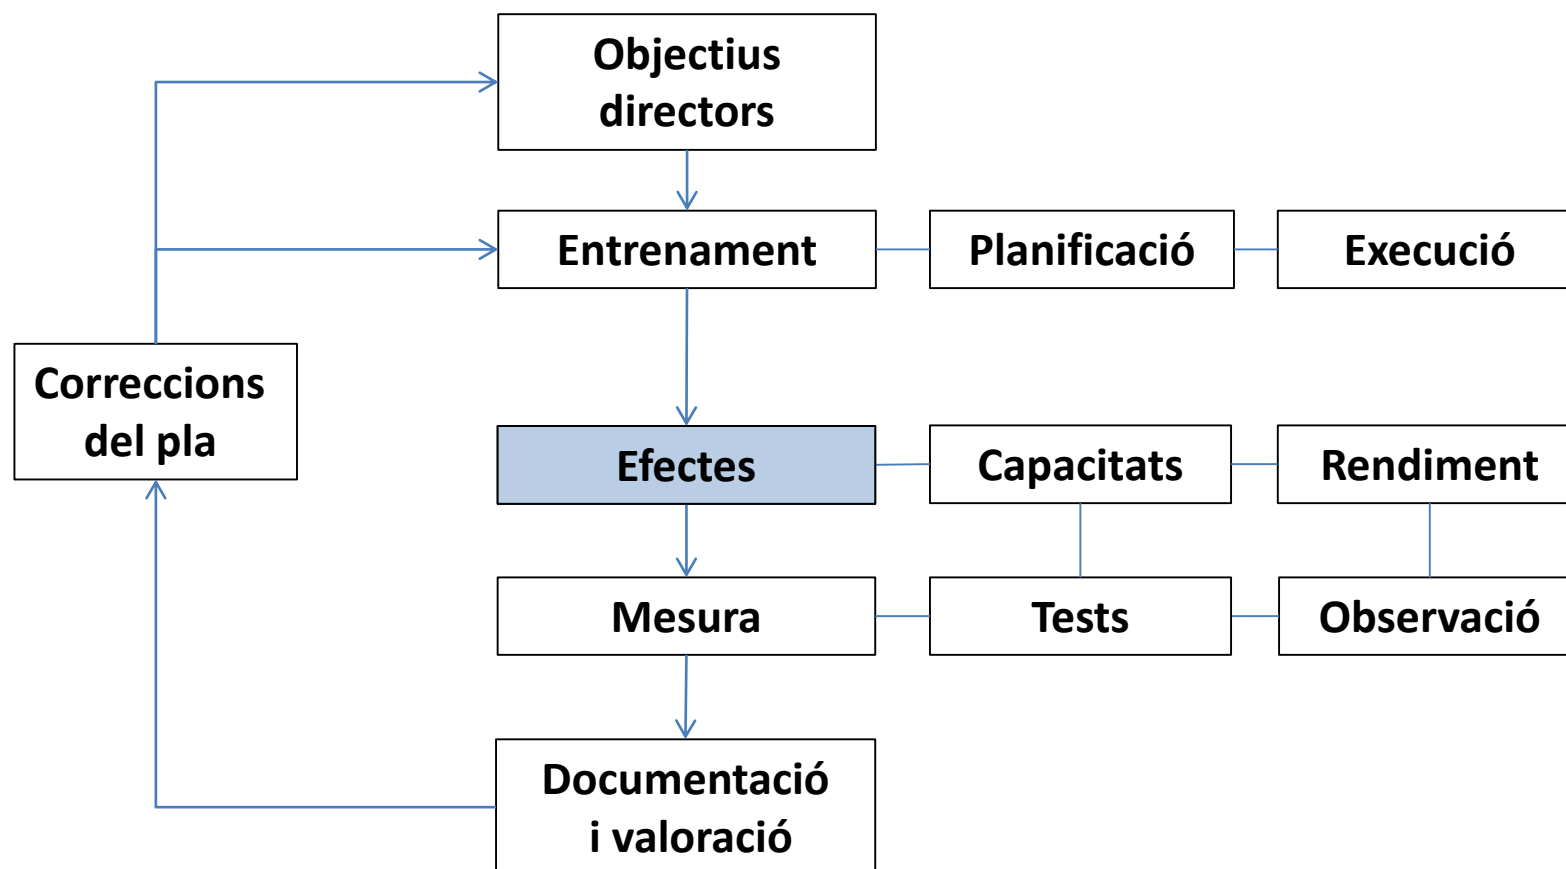 Objectius
directors
Entrenament
Planificació
Execució
Correccions
del pla
Efectes
Capacitats
Rendiment
Mesura
Tests
Observació
Documentació
i valoració